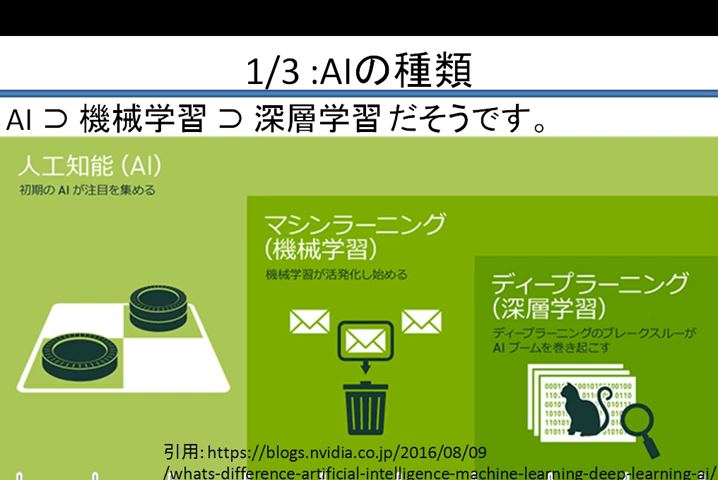 1/3 :AIの種類
AI ⊃ 機械学習 ⊃ 深層学習 だそうです。
人工知能 (AI)
初期の AI が注目を集める
マシンラーニング
(機械学習)
機械学習が活発化し始める
ディープラーニング
(深層学習)
ディープラーニングのブレークスルーが
AI ブームを巻き起こす
引用: https://blogs.nvidia.co.jp/2016/08/09
/whats-difference-artificial-intelligence-machine-learning-deep-learning-ai/